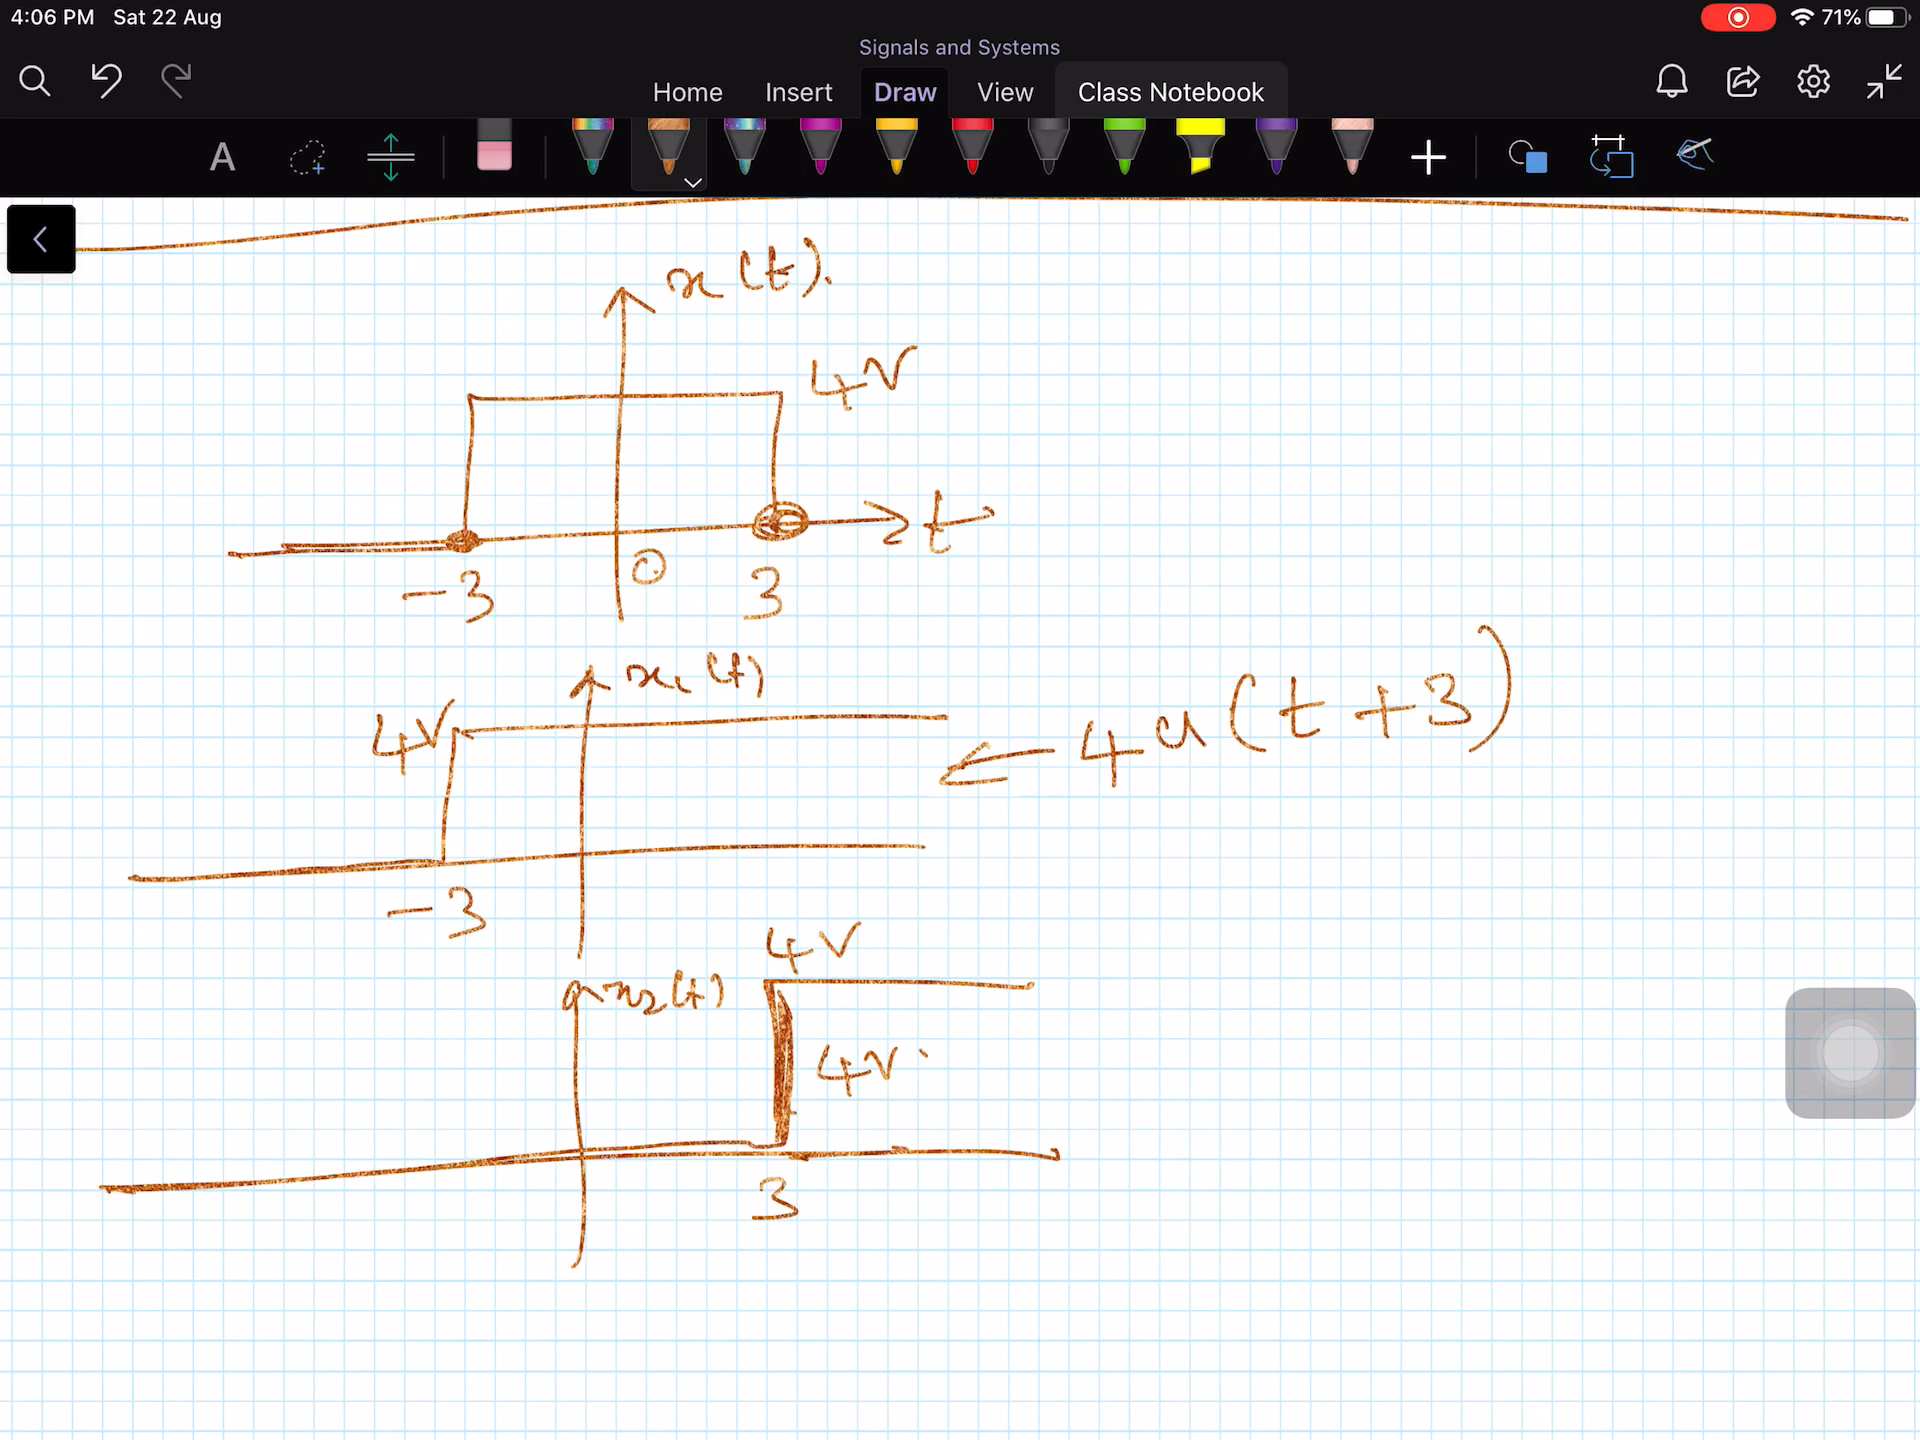 4:06 PM Sat 22 Aug
71%
Signals and Systems
Home Insert Draw View Class Notebook
A
x(t).
4V
t
-3 0 3
x₁(t)
4V
4u(t+3)
-3
4V
x₂(t)
4V
3